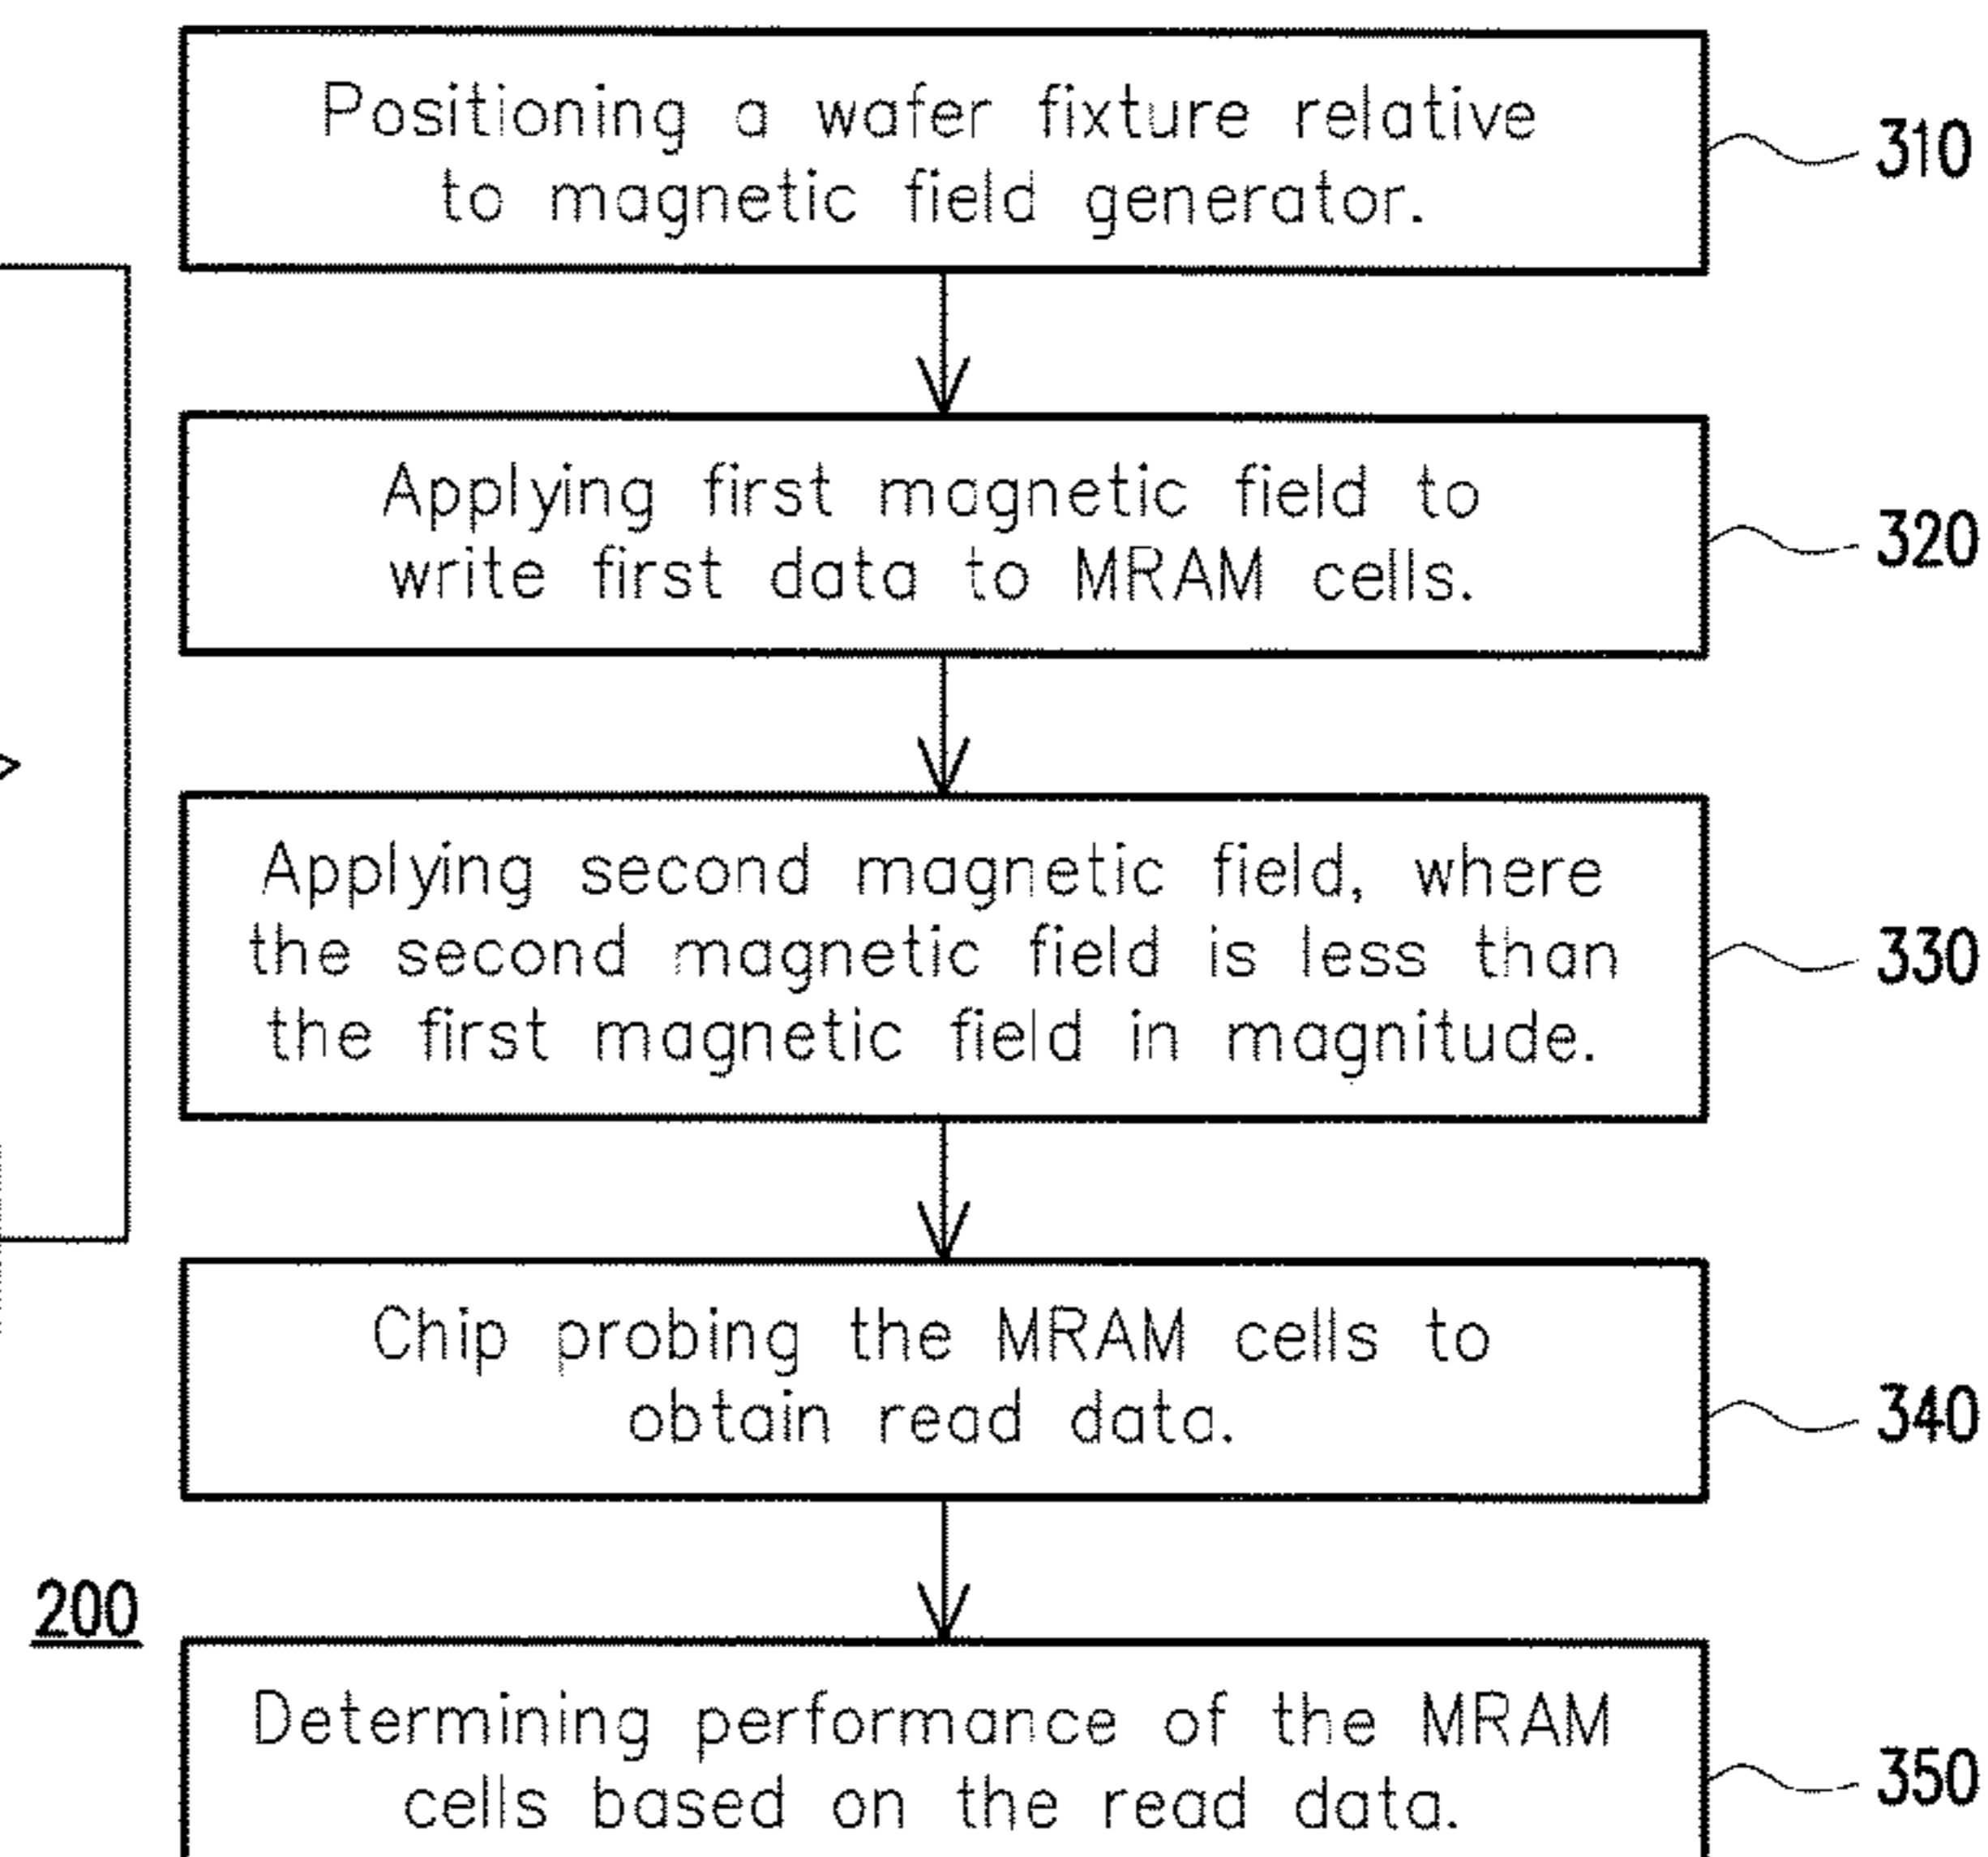 Positioning a wafer fixture relative
to magnetic field generator.
310
Applying first magnetic field to
write first data to MRAM cells.
320
Applying second magnetic field, where
the second magnetic field is less than
the first magnetic field in magnitude.
330
Chip probing the MRAM cells to
obtain read data.
340
200
Determining performance of the MRAM
cells based on the read data.
350